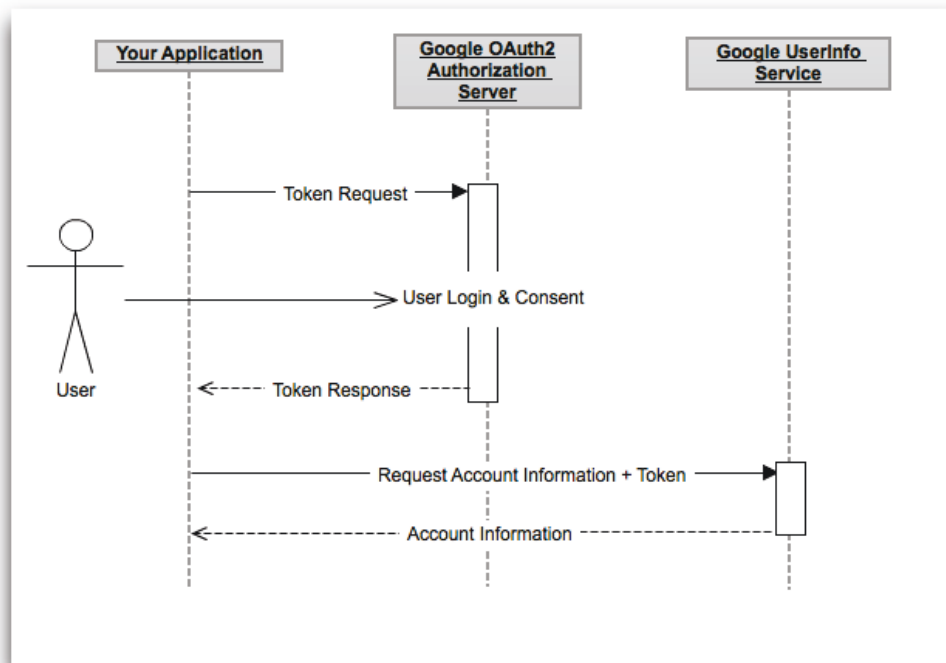 Your Application
Google OAuth2
Authorization
Server
Google UserInfo
Service
Token Request
User Login & Consent
User
Token Response
Request Account Information + Token
Account Information